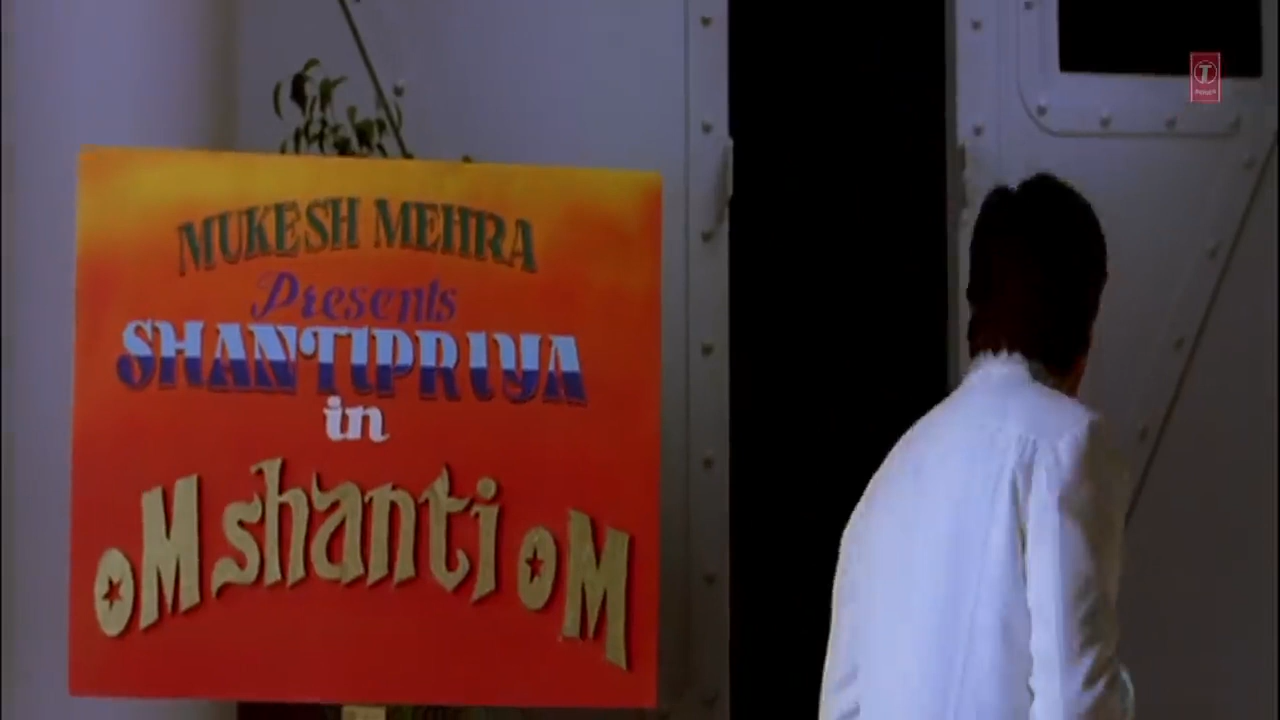 MUKESH MEHRA
Presents
SHANTIPRIYA
in
OM shanti OM
T